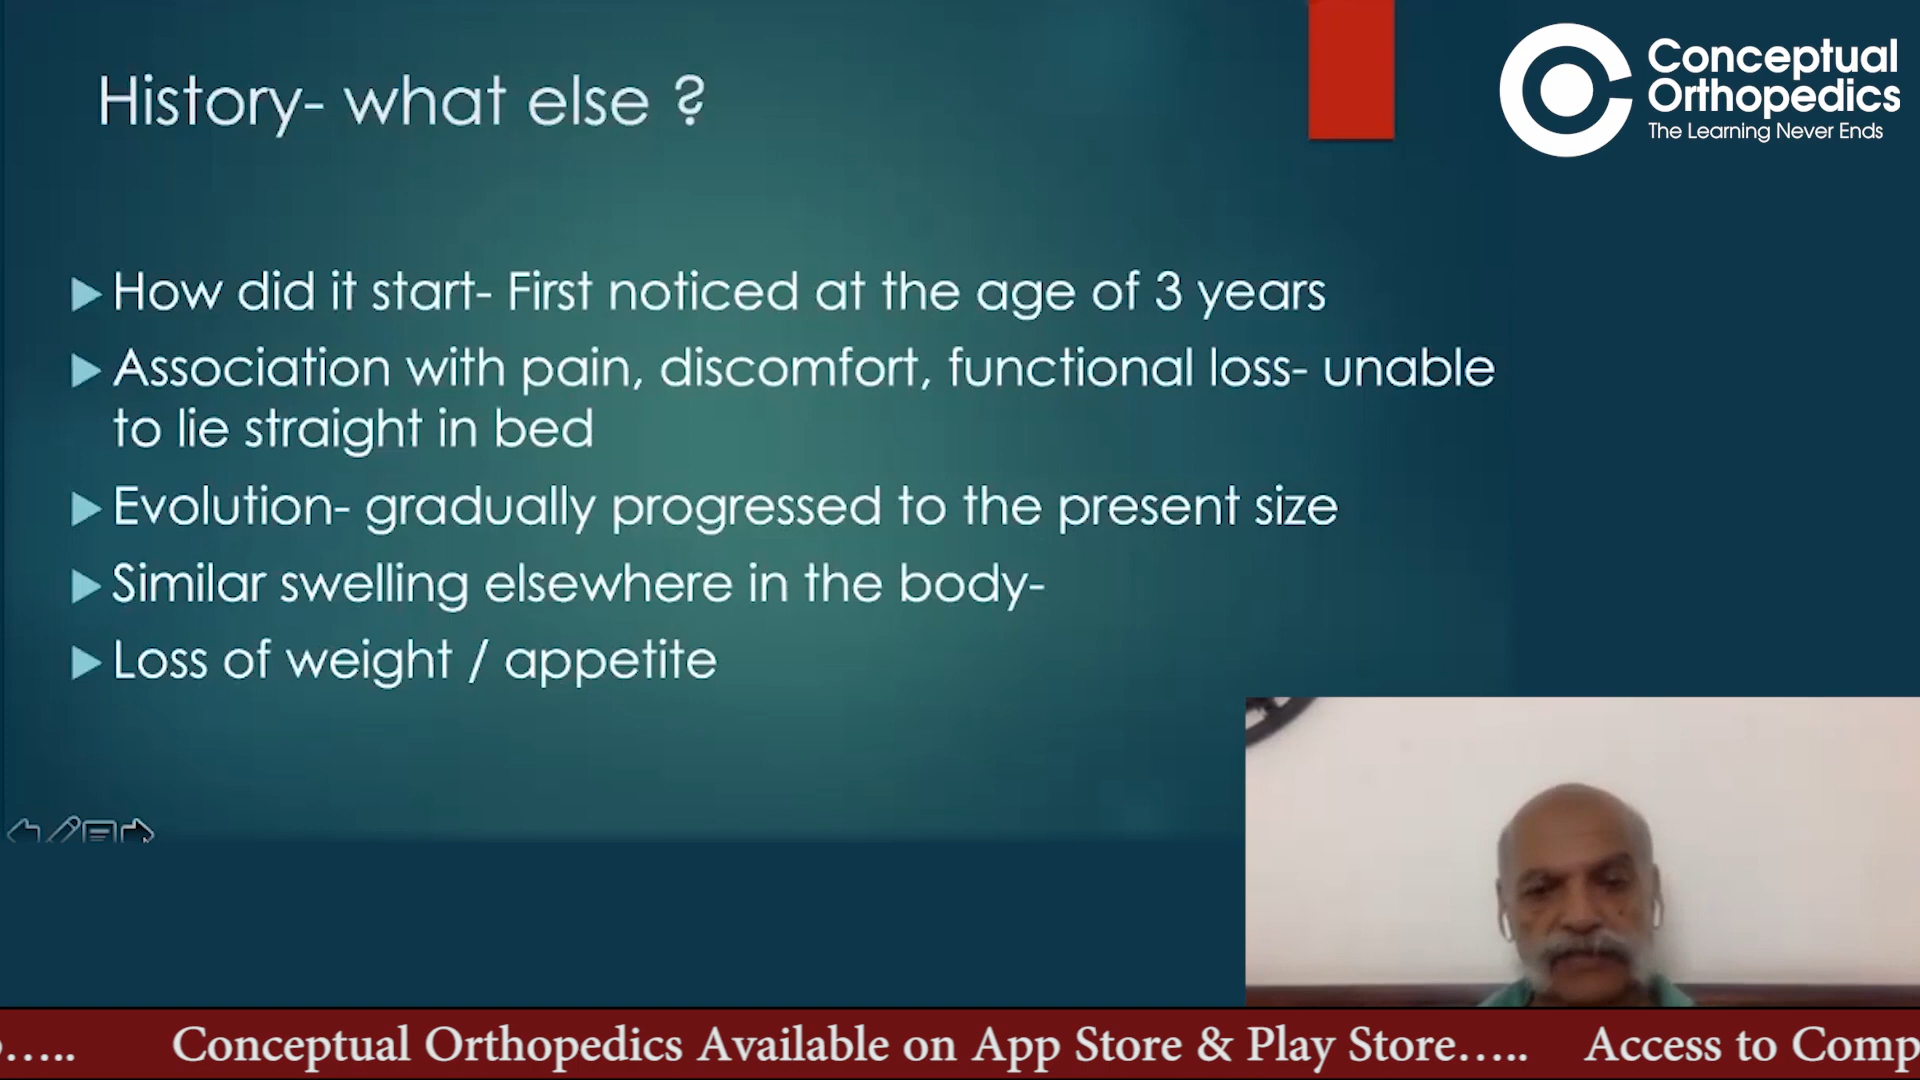 History- what else ?
Conceptual
Orthopedics
The Learning Never Ends
How did it start- First noticed at the age of 3 years
Association with pain, discomfort, functional loss- unable
to lie straight in bed
Evolution- gradually progressed to the present size
Similar swelling elsewhere in the body-
Loss of weight / appetite
….. Conceptual Orthopedics Available on App Store & Play Store….. Access to Comp